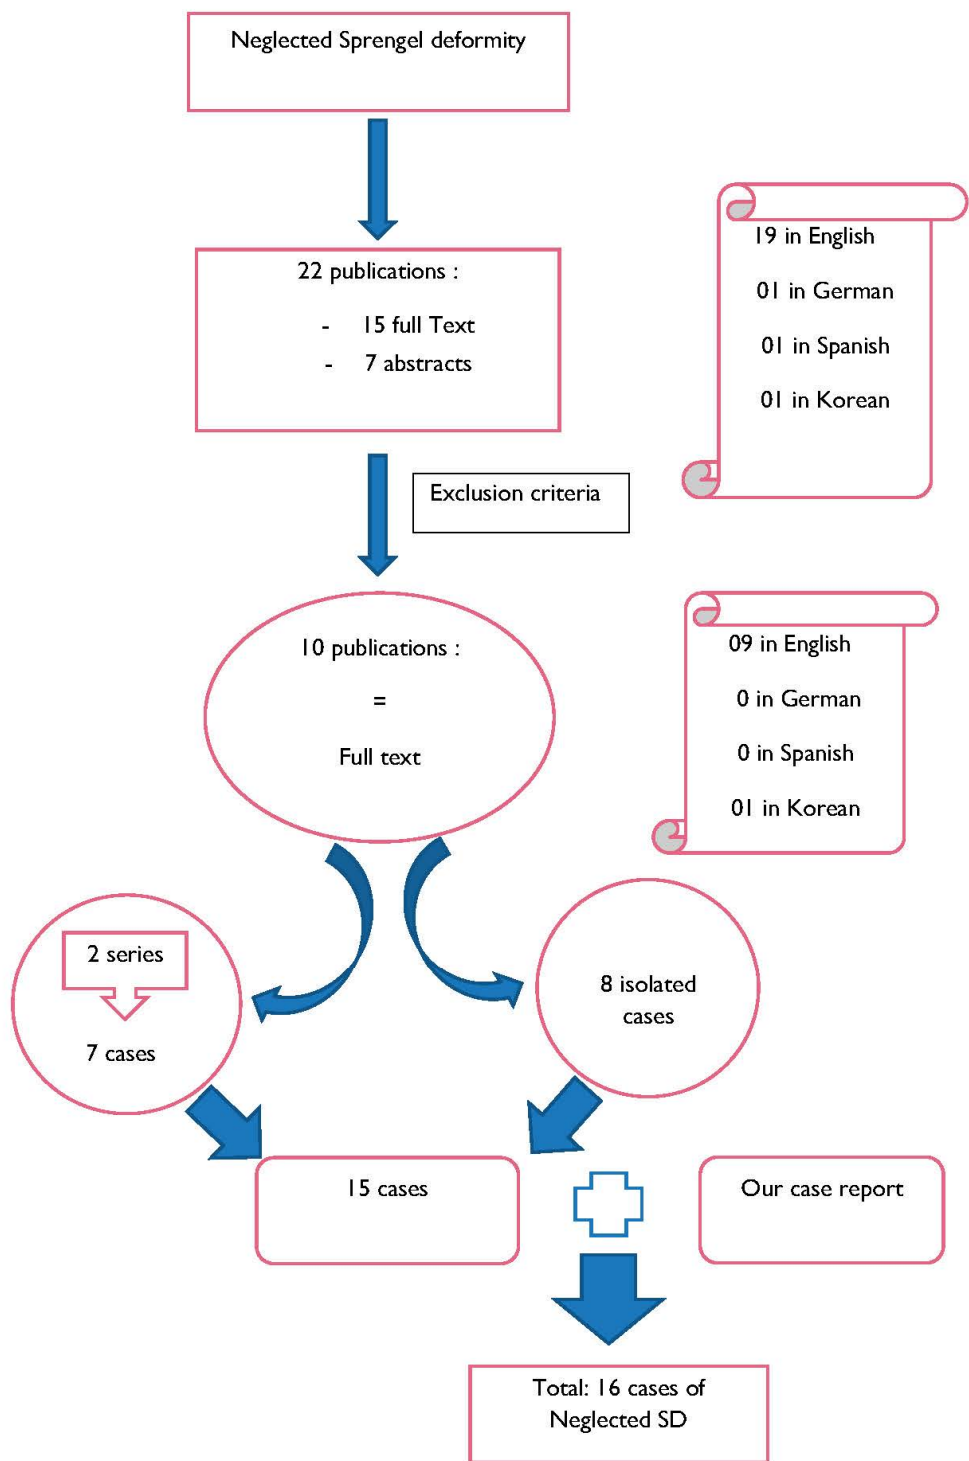 Neglected Sprengel deformity
22 publications :
- 15 full Text
- 7 abstracts
19 in English
01 in German
01 in Spanish
01 in Korean
Exclusion criteria
10 publications :
=
Full text
09 in English
0 in German
0 in Spanish
01 in Korean
2 series
7 cases
8 isolated
cases
15 cases
Our case report
Total: 16 cases of
Neglected SD